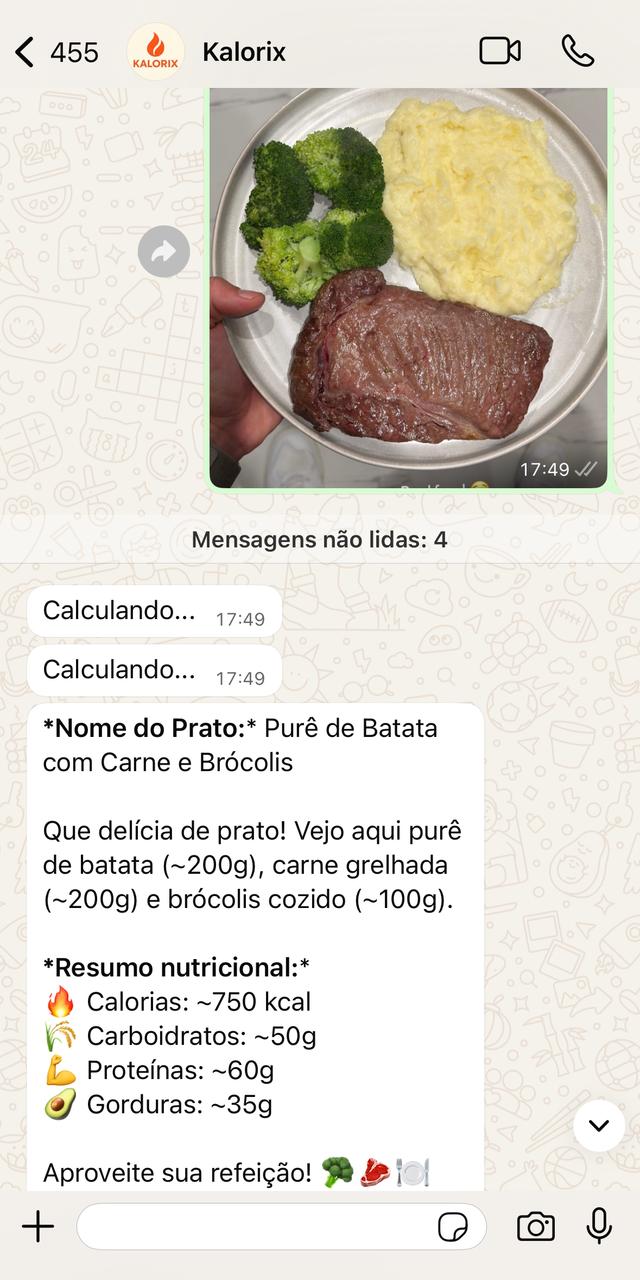 455
KALORIX
Kalorix
17:49
Mensagens não lidas: 4
Calculando... 17:49
Calculando... 17:49
*Nome do Prato:* Purê de Batata
com Carne e Brócolis
Que delícia de prato! Vejo aqui purê
de batata (~200g), carne grelhada
(~200g) e brócolis cozido (~100g).
*Resumo nutricional:*
🔥 Calorias: ~750 kcal
🌾 Carboidratos: ~50g
💪 Proteínas: ~60g
🥑 Gorduras: ~35g
Aproveite sua refeição! 🥦🥩🍽️